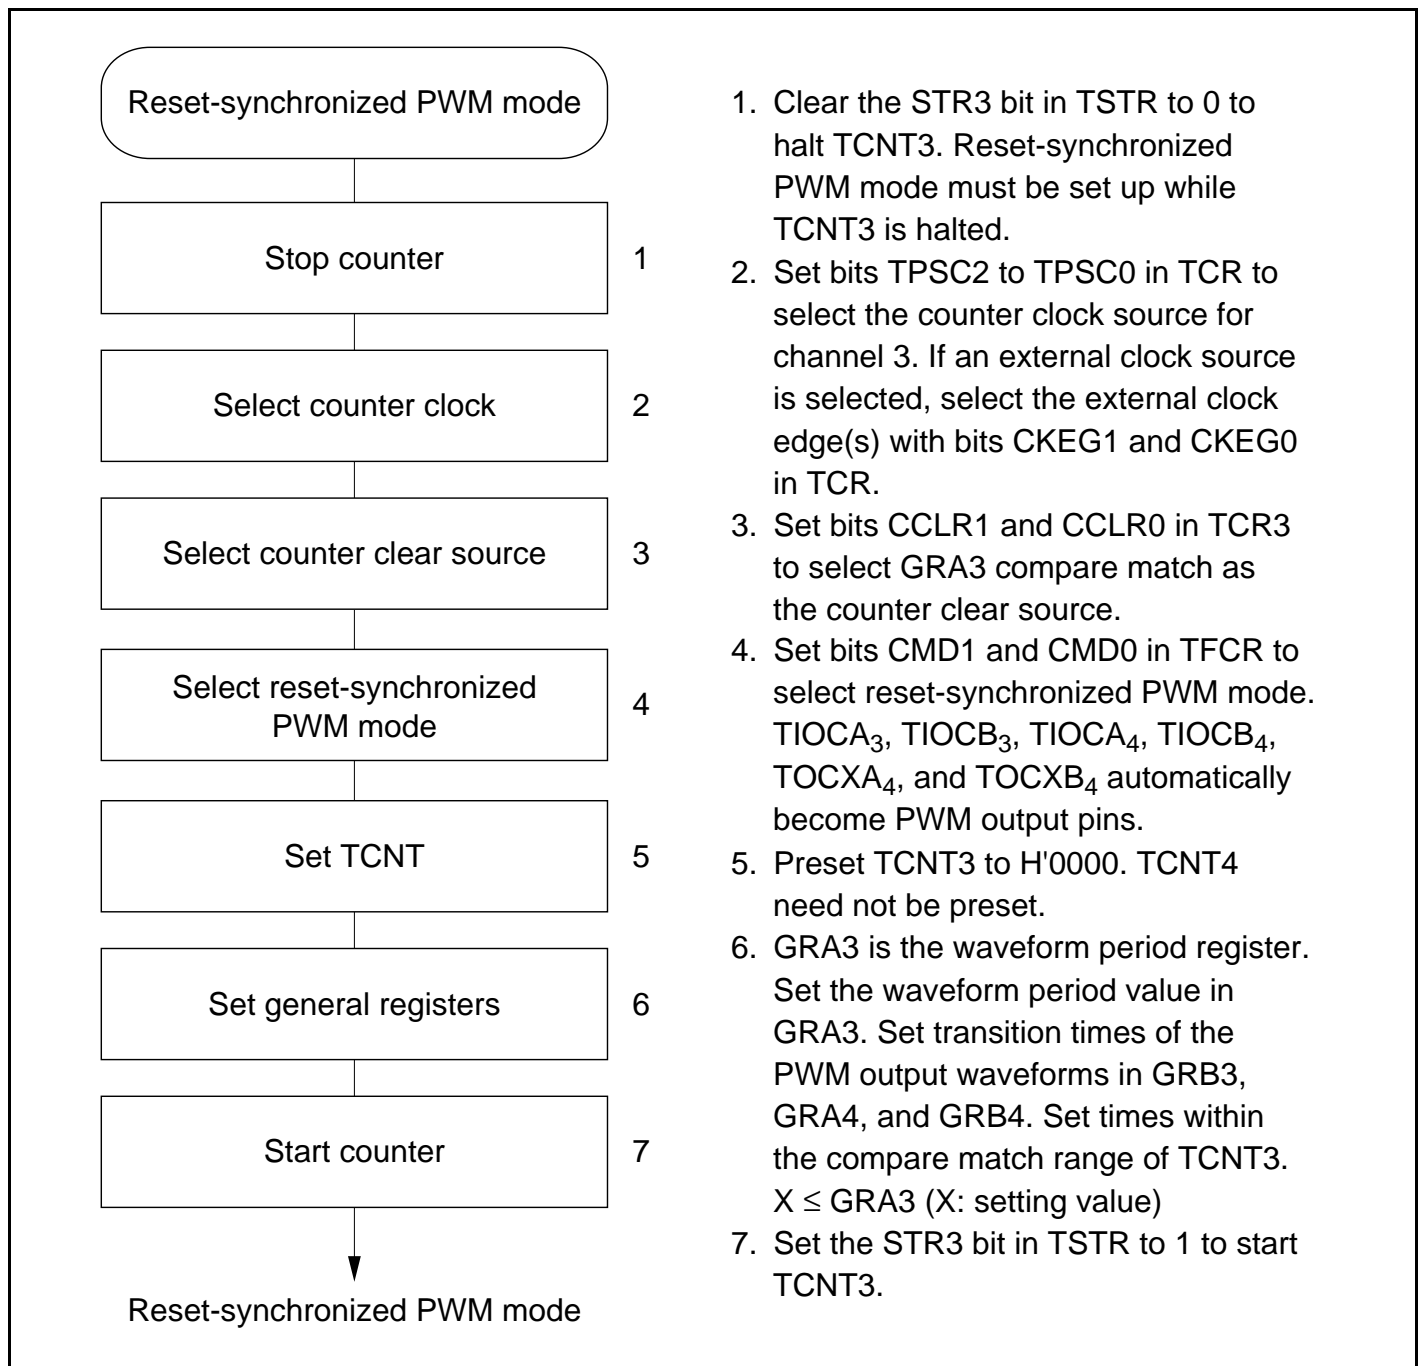 Reset-synchronized PWM mode
Stop counter
1
Select counter clock
2
Select counter clear source
3
Select reset-synchronized
PWM mode
4
Set TCNT
5
Set general registers
6
Start counter
7
Reset-synchronized PWM mode
1. Clear the STR3 bit in TSTR to 0 to
halt TCNT3. Reset-synchronized
PWM mode must be set up while
TCNT3 is halted.
2. Set bits TPSC2 to TPSC0 in TCR to
select the counter clock source for
channel 3. If an external clock source
is selected, select the external clock
edge(s) with bits CKEG1 and CKEG0
in TCR.
3. Set bits CCLR1 and CCLR0 in TCR3
to select GRA3 compare match as
the counter clear source.
4. Set bits CMD1 and CMD0 in TFCR to
select reset-synchronized PWM mode.
TIOCA₃, TIOCB₃, TIOCA₄, TIOCB₄,
TOCXA₄, and TOCXB₄ automatically
become PWM output pins.
5. Preset TCNT3 to H'0000. TCNT4
need not be preset.
6. GRA3 is the waveform period register.
Set the waveform period value in
GRA3. Set transition times of the
PWM output waveforms in GRB3,
GRA4, and GRB4. Set times within
the compare match range of TCNT3.
X ≤ GRA3 (X: setting value)
7. Set the STR3 bit in TSTR to 1 to start
TCNT3.